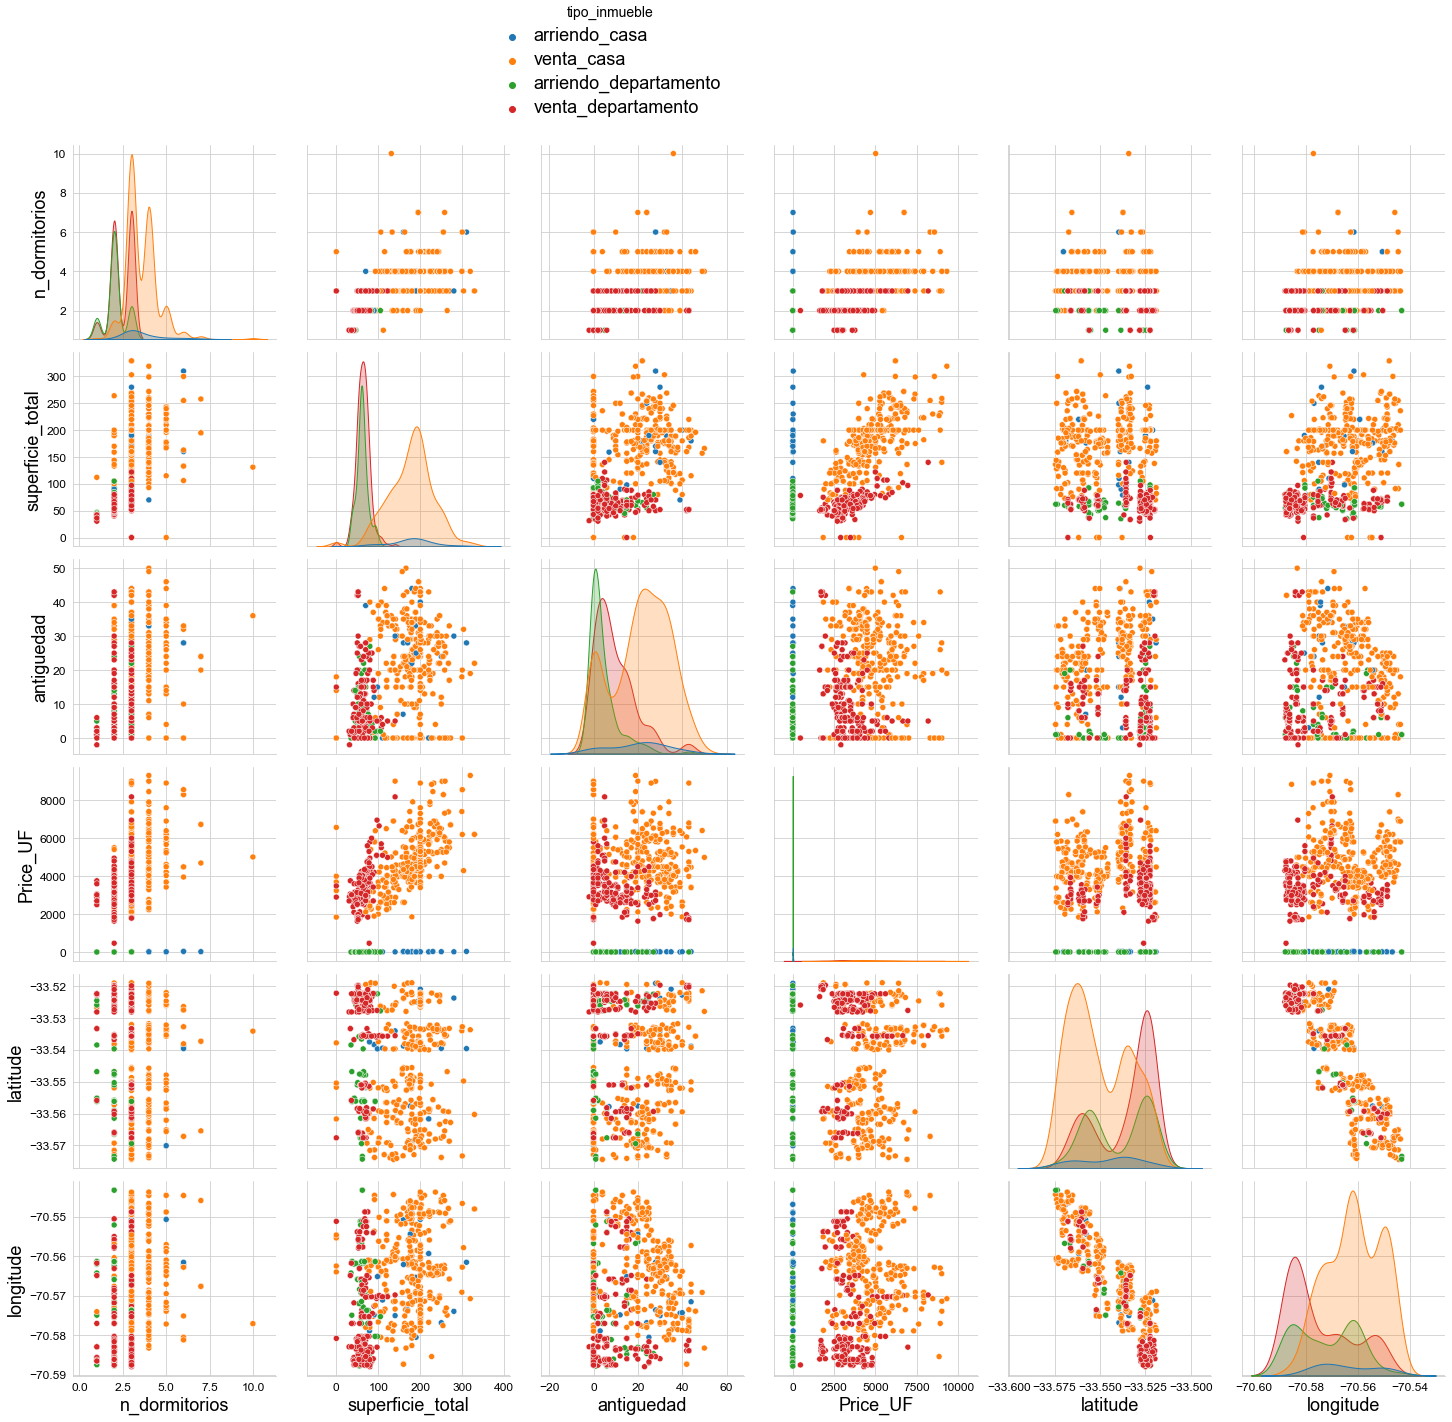 tipo_inmueble
arriendo_casa
venta_casa
arriendo_departamento
venta_departamento
n_dormitorios
10
8
6
4
2
superficie_total
300
250
200
150
100
50
0
antiguedad
50
40
30
20
10
0
Price_UF
8000
6000
4000
2000
0
latitude
−33.52
−33.53
−33.54
−33.55
−33.56
−33.57
longitude
−70.55
−70.56
−70.57
−70.58
−70.59
0.0 2.5 5.0 7.5 10.0
n_dormitorios
0 100 200 300 400
superficie_total
−20 0 20 40 60
antiguedad
0 2500 5000 7500 10000
Price_UF
−33.600 −33.575 −33.550 −33.525 −33.500
latitude
−70.60 −70.58 −70.56 −70.54
longitude